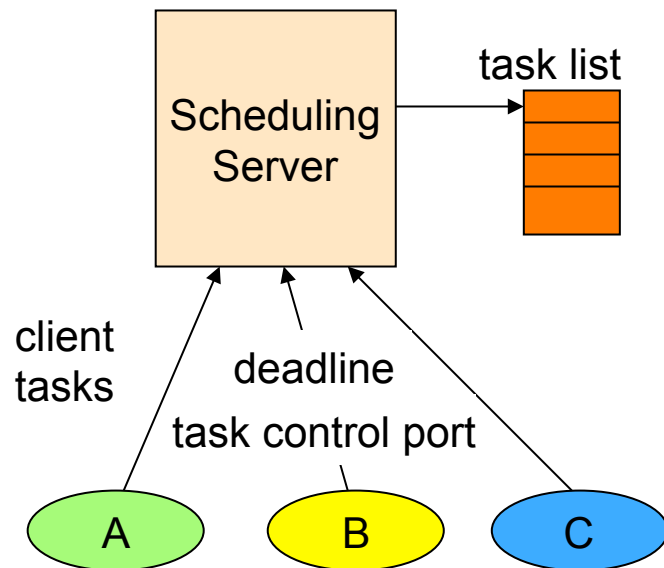 task list
Scheduling
Server
client
tasks
deadline
task control port
A
B
C